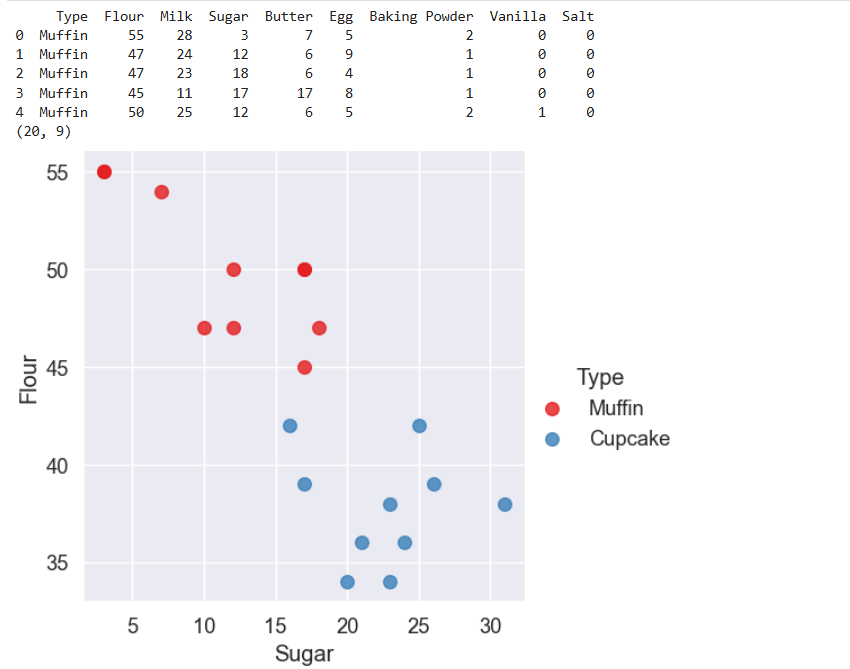 Type Flour Milk Sugar Butter Egg Baking Powder Vanilla Salt
0 Muffin 55 28 3 7 5 2 0 0
1 Muffin 47 24 12 6 9 1 0 0
2 Muffin 47 23 18 6 4 1 0 0
3 Muffin 45 11 17 17 8 1 0 0
4 Muffin 50 25 12 6 5 2 1 0
(20, 9)
55
50
45
40
35
Flour
5 10 15 20 25 30
Sugar
Type
Muffin
Cupcake